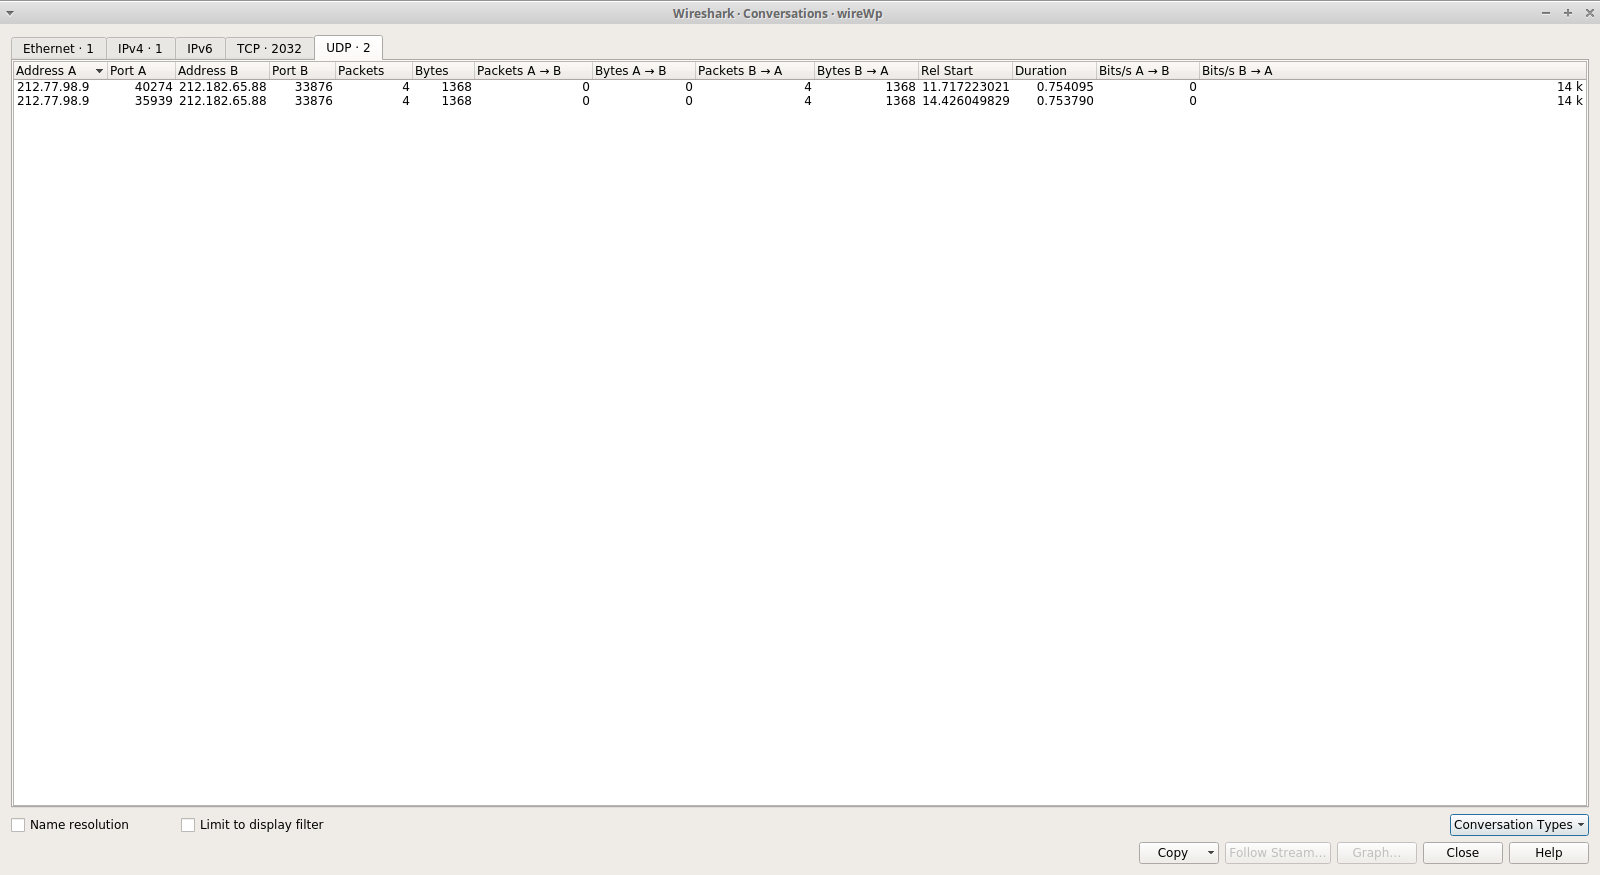 Wireshark · Conversations · wireWp
Ethernet · 1 IPv4 · 1 IPv6 TCP · 2032 UDP · 2
Address A Port A Address B Port B Packets Bytes Packets A → B Bytes A → B Packets B → A Bytes B → A Rel Start Duration Bits/s A → B Bits/s B → A
212.77.98.9 40274 212.182.65.88 33876 4 1368 0 0 4 1368 11.717223021 0.754095 0 14 k
212.77.98.9 35939 212.182.65.88 33876 4 1368 0 0 4 1368 14.426049829 0.753790 0 14 k
Name resolution Limit to display filter Conversation Types
Copy Follow Stream... Graph... Close Help